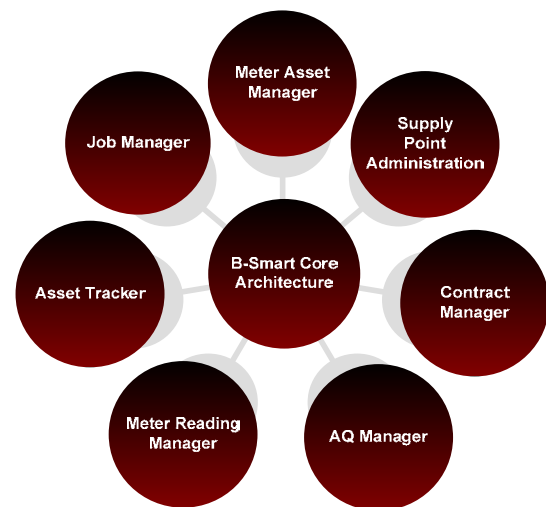 Meter Asset
Manager
Supply
Point
Administration
Job Manager
B-Smart Core
Architecture
Asset Tracker
Contract
Manager
Meter Reading
Manager
AQ Manager